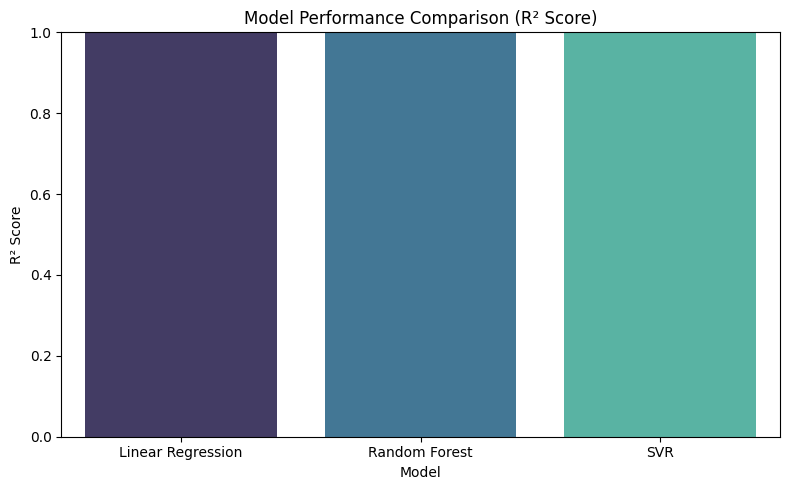 Model Performance Comparison (R² Score)
1.0
0.8
0.6
0.4
0.2
0.0
R² Score
Linear Regression
Random Forest
SVR
Model